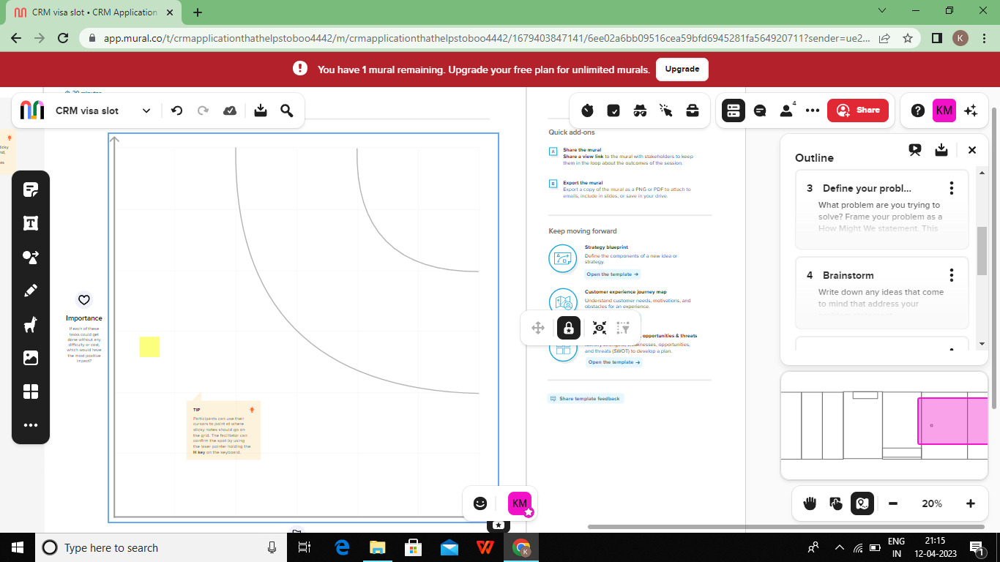 CRM visa slot • CRM Application
app.mural.co/t/crmapplicationthathelpstoboo4442/m/crmapplicationthathelpstoboo4442/1679403847141/6ee02a6bb09516cea59bfd6945281fa564920711?sender=ue2...
K
You have 1 mural remaining. Upgrade your free plan for unlimited murals.
Upgrade
CRM visa slot
4
Share
KM
Quick add-ons
A
Share the mural
Share a view link to the mural with stakeholders to keep
them in the loop about the outcomes of the session.
B
Export the mural
Export a copy of the mural as a PNG or PDF to attach to
emails, include in slides, or save in your drive.
Keep moving forward
Strategy blueprint
Define the components of a new idea or
strategy.
Open the template →
Customer experience journey map
Understand customer needs, motivations, and
obstacles for an experience.
opportunities & threats
opportunities,
and threats (SWOT) to develop a plan.
Open the template →
Share template feedback
Outline
3 Define your probl...
What problem are you trying to
solve? Frame your problem as a
How Might We statement. This
4 Brainstorm
Write down any ideas that come
to mind that address your
Importance
If each of these
tasks could get
done without any
difficulty or cost,
which would have
the most positive
impact?
TIP
Participants can use their
cursors to point at where
sticky notes should go on
the grid. The facilitator can
confirm the spot by using
the laser pointer holding the
H key on the keyboard.
KM
20%
Type here to search
ENG
IN
21:15
12-04-2023
1